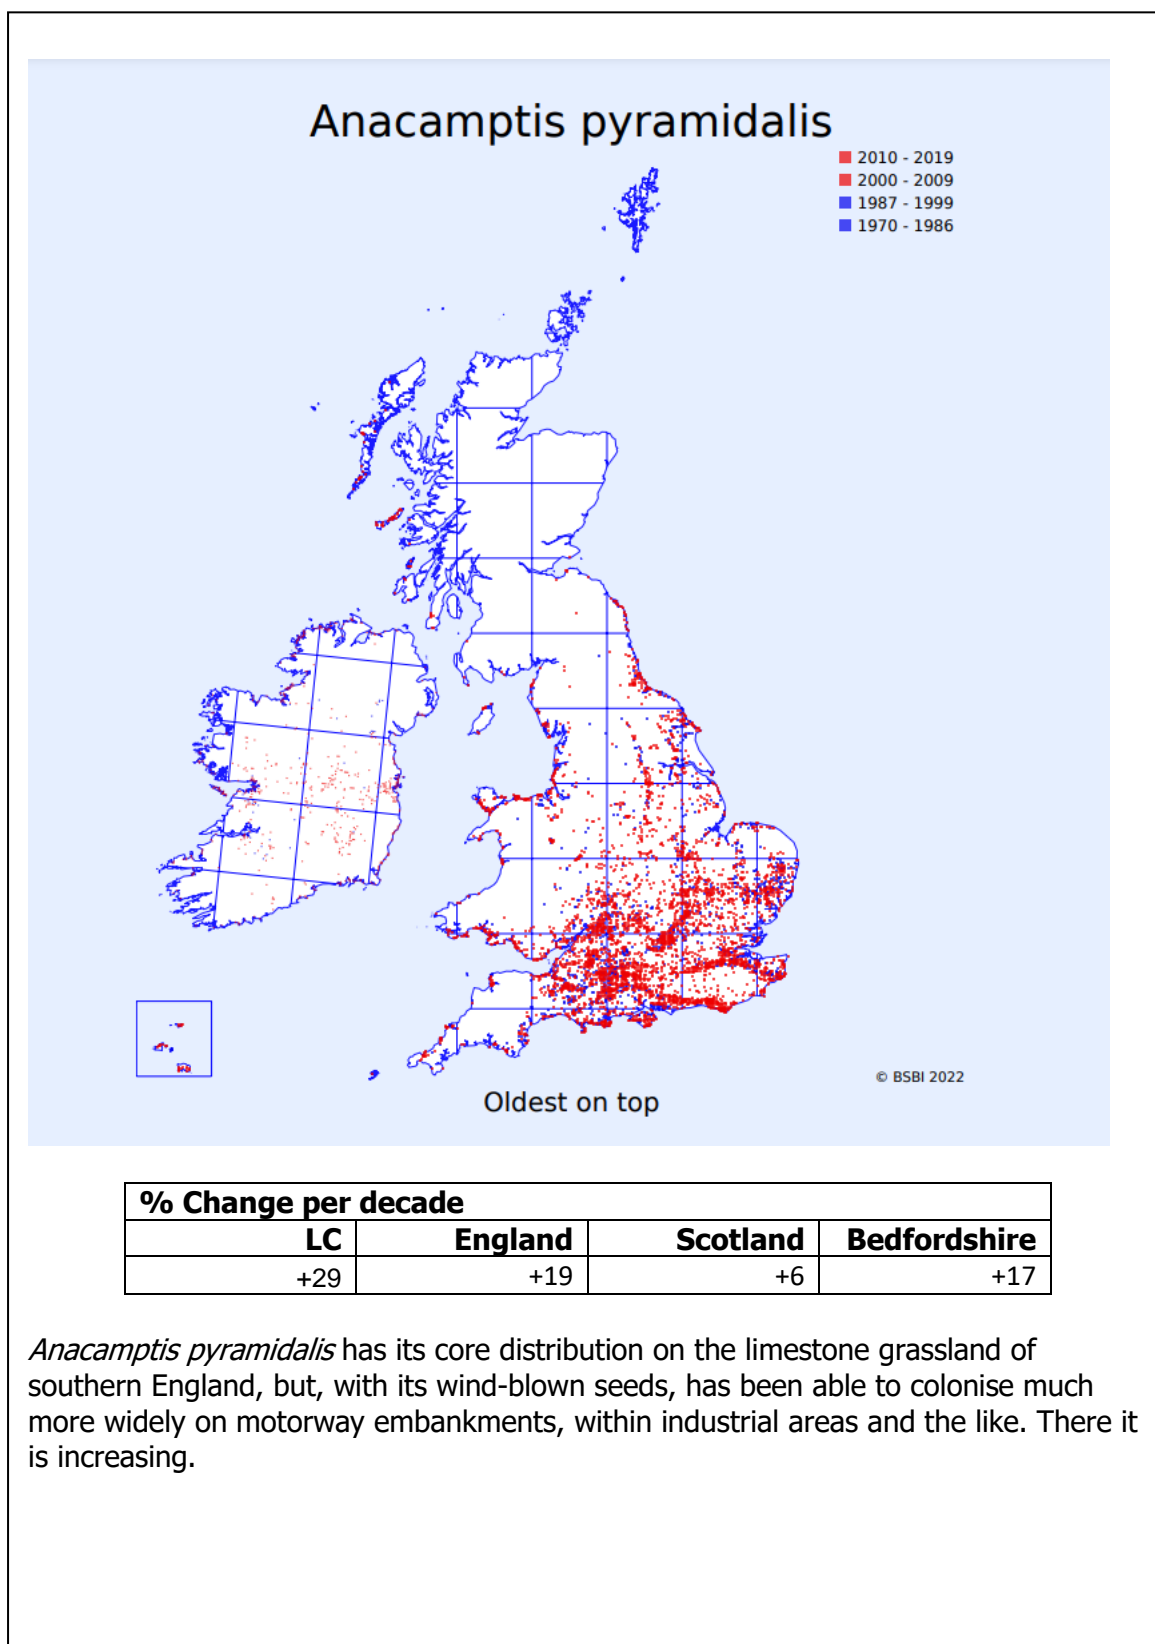 Anacamptis pyramidalis
2010 - 2019
2000 - 2009
1987 - 1999
1970 - 1986
© BSBI 2022
Oldest on top
% Change per decade
LC England Scotland Bedfordshire
+29 +19 +6 +17
Anacamptis pyramidalis has its core distribution on the limestone grassland of
southern England, but, with its wind-blown seeds, has been able to colonise much
more widely on motorway embankments, within industrial areas and the like. There it
is increasing.